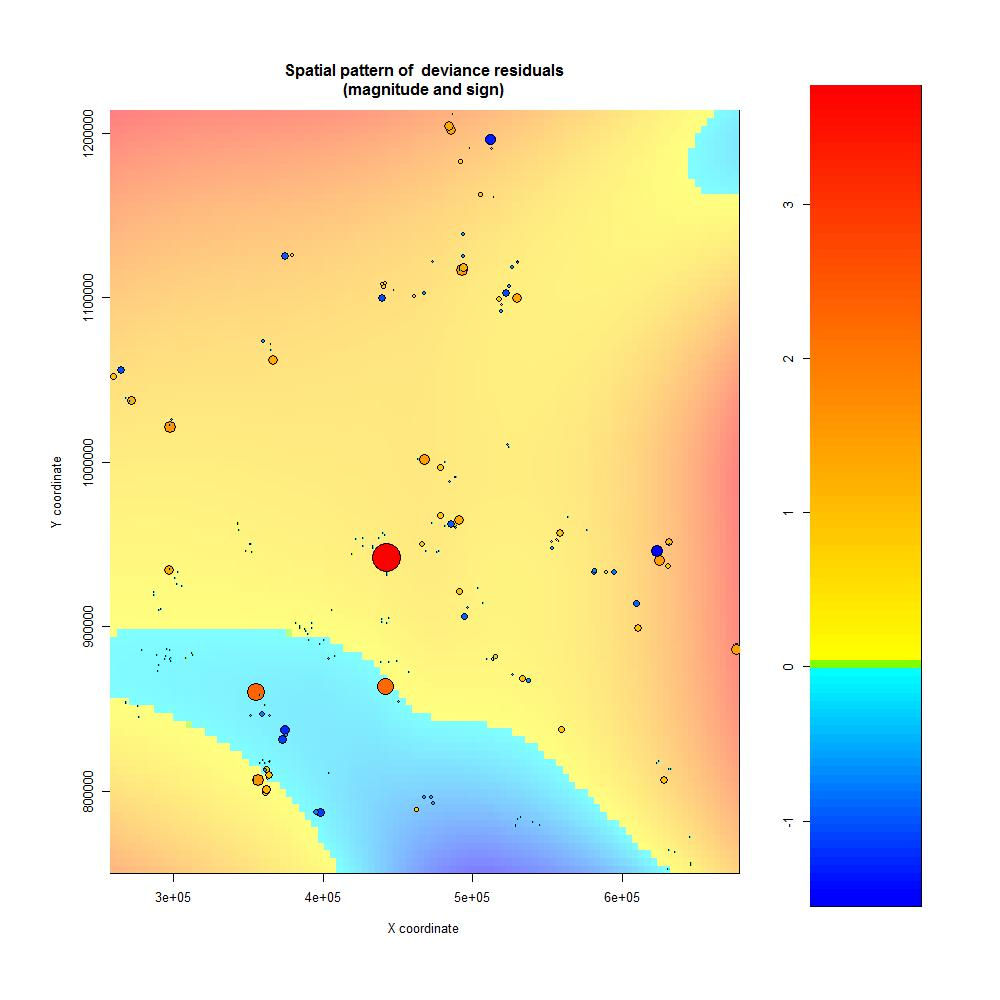 Spatial pattern of  deviance residuals
(magnitude and sign)
1200000
1100000
1000000
900000
800000
Y coordinate
3e+05
4e+05
5e+05
6e+05
X coordinate
3
2
1
0
-1